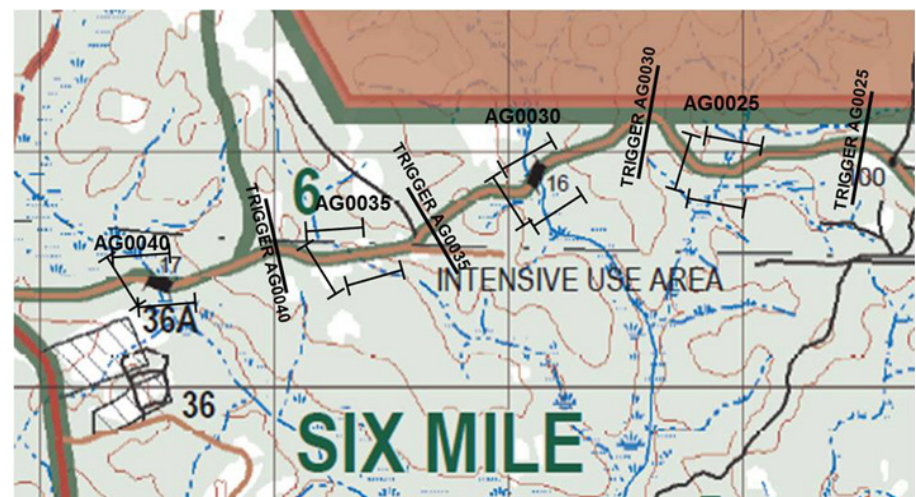 TRIGGER AG0030
AG0025
TRIGGER AG0025
AG0030
TRIGGER AG0035
16
00
6
AG0035
TRIGGER AG0040
AG0040
17
INTENSIVE USE AREA
36A
36
SIX MILE